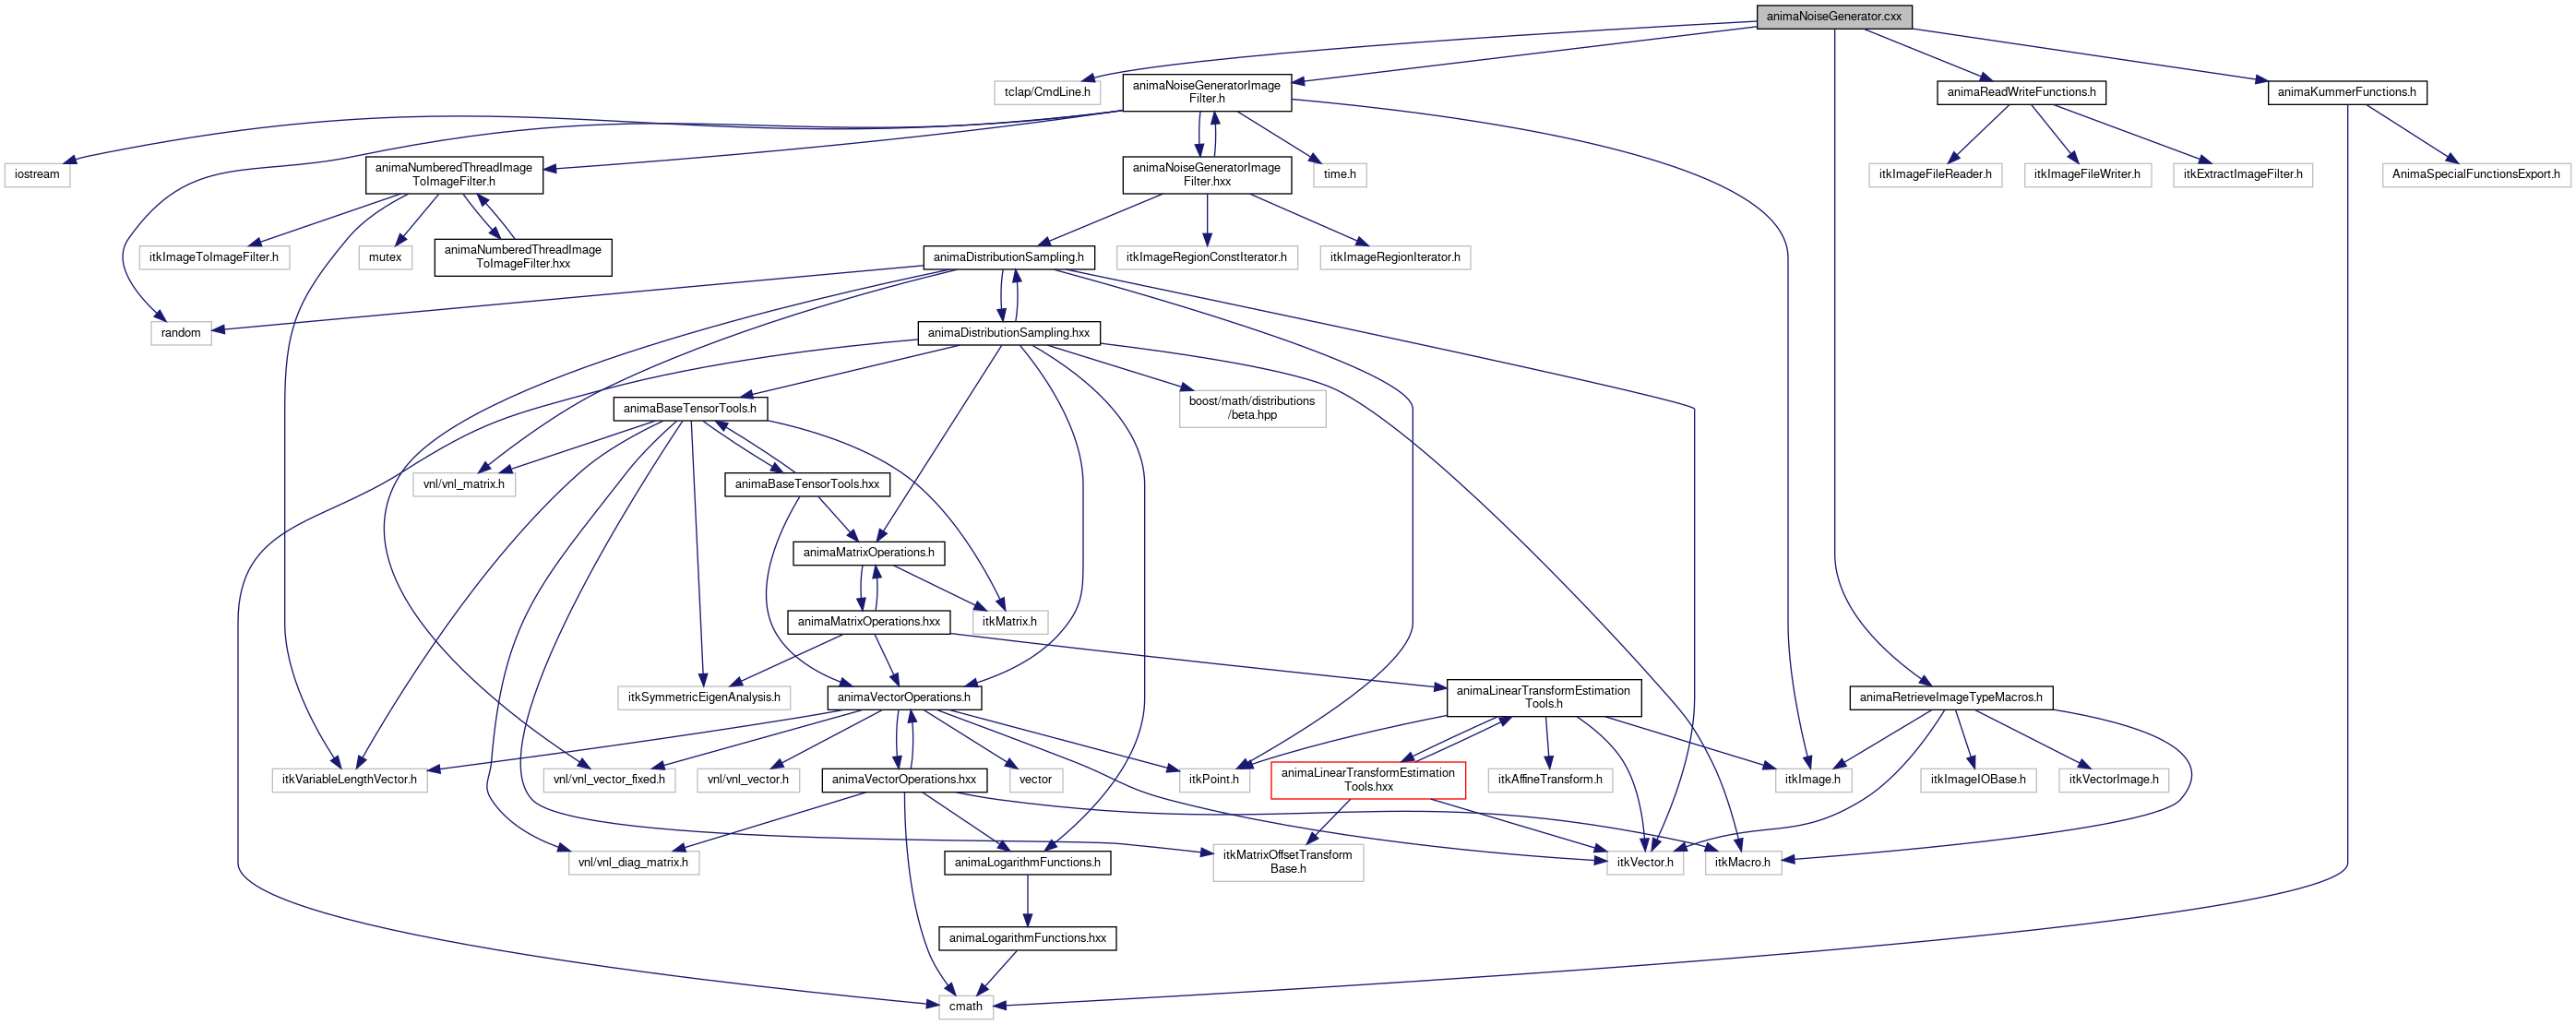 animaNoiseGenerator.cxx
tclap/CmdLine.h
animaNoiseGeneratorImage
Filter.h
animaReadWriteFunctions.h
animaKummerFunctions.h
iostream
animaNumberedThreadImage
ToImageFilter.h
animaNoiseGeneratorImage
Filter.hxx
time.h
itkImageFileReader.h
itkImageFileWriter.h
itkExtractImageFilter.h
AnimaSpecialFunctionsExport.h
itkImageToImageFilter.h
mutex
animaNumberedThreadImage
ToImageFilter.hxx
animaDistributionSampling.h
itkImageRegionConstIterator.h
itkImageRegionIterator.h
random
animaDistributionSampling.hxx
animaBaseTensorTools.h
boost/math/distributions
/beta.hpp
vnl/vnl_matrix.h
animaBaseTensorTools.hxx
animaMatrixOperations.h
animaMatrixOperations.hxx
itkMatrix.h
itkSymmetricEigenAnalysis.h
animaVectorOperations.h
animaLinearTransformEstimation
Tools.h
animaRetrieveImageTypeMacros.h
itkVariableLengthVector.h
vnl/vnl_vector_fixed.h
vnl/vnl_vector.h
animaVectorOperations.hxx
vector
itkPoint.h
animaLinearTransformEstimation
Tools.hxx
itkAffineTransform.h
itkImage.h
itkImageIOBase.h
itkVectorImage.h
vnl/vnl_diag_matrix.h
animaLogarithmFunctions.h
itkMatrixOffsetTransform
Base.h
itkVector.h
itkMacro.h
animaLogarithmFunctions.hxx
cmath